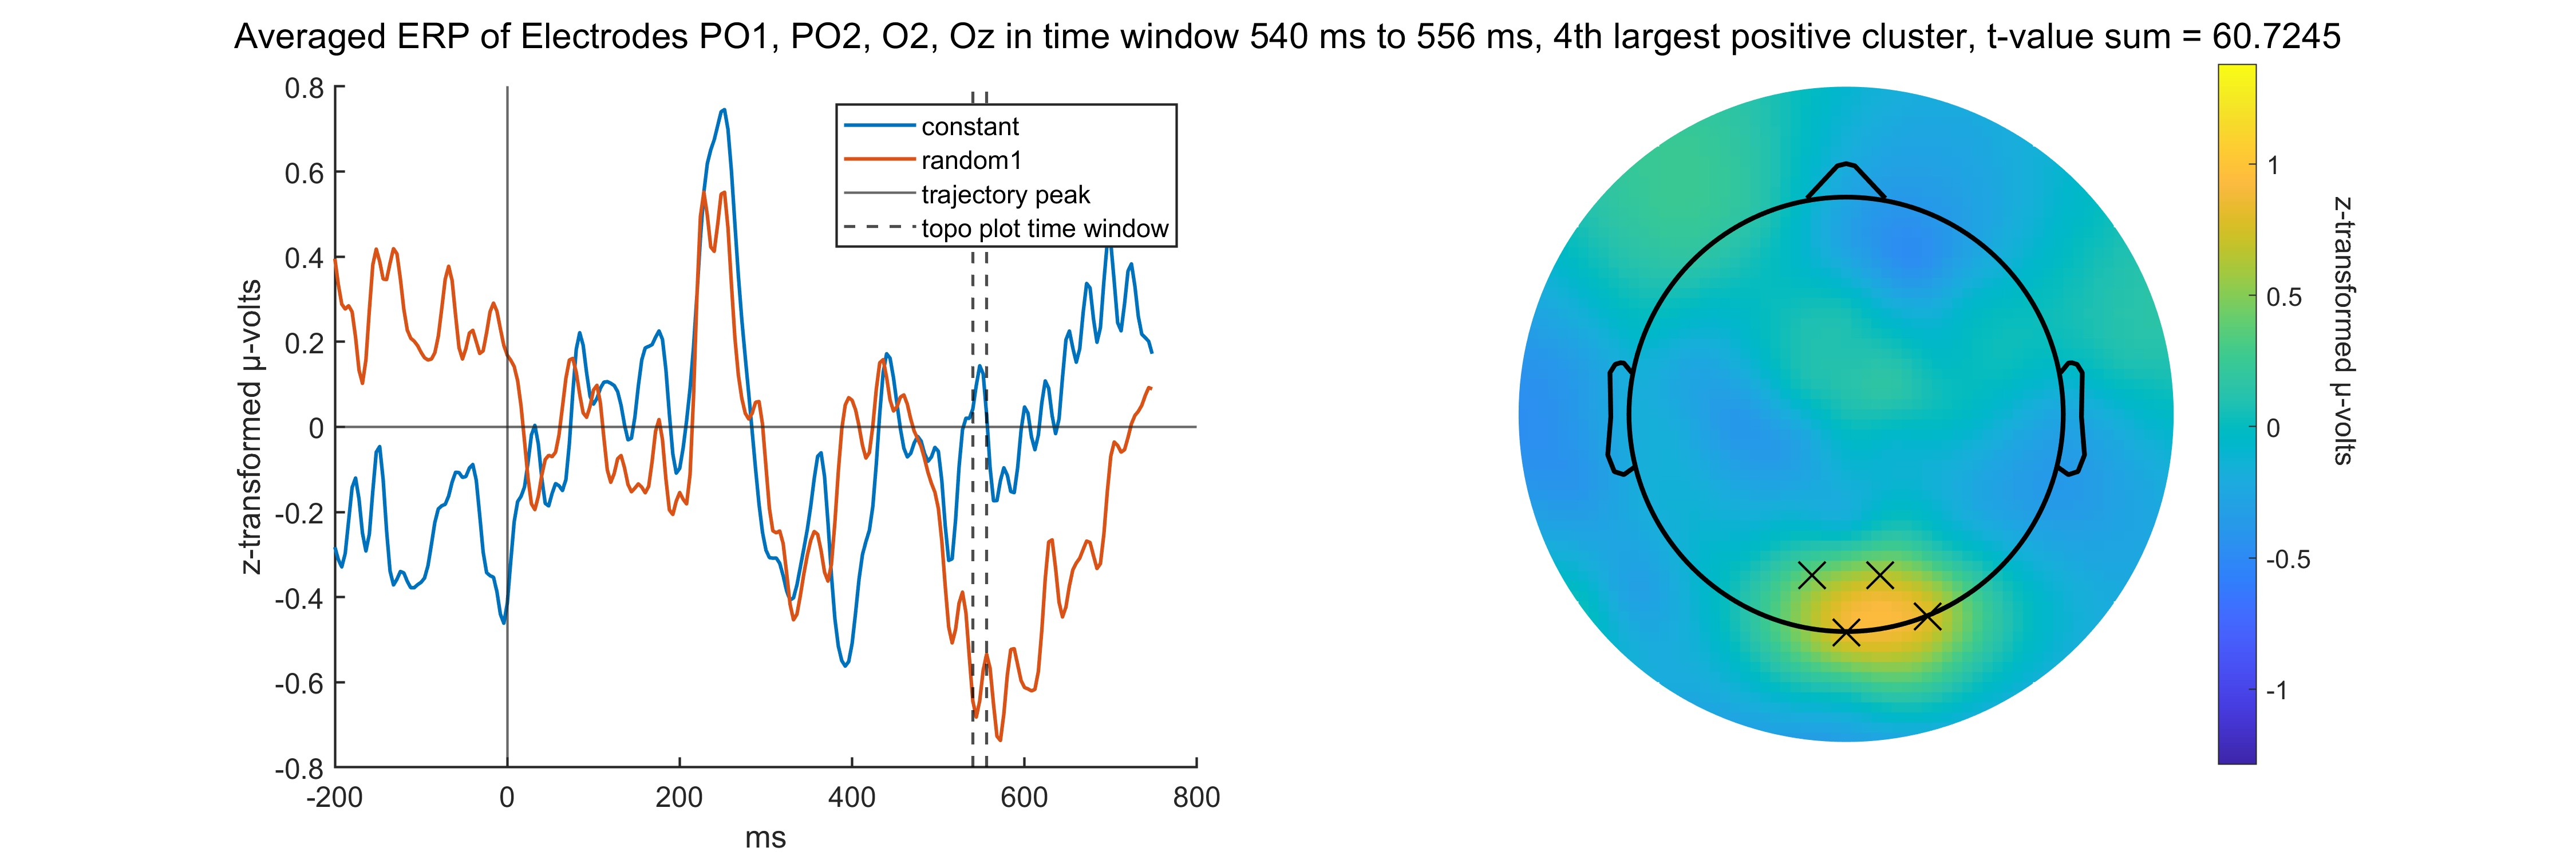 Averaged ERP of Electrodes PO1, PO2, O2, Oz in time window 540 ms to 556 ms, 4th largest positive cluster, t-value sum = 60.7245
0.8
0.6
0.4
0.2
0
-0.2
-0.4
-0.6
-0.8
z-transformed μ-volts
-200
0
200
400
600
800
ms
constant
random1
trajectory peak
topo plot time window
1
0.5
0
-0.5
-1
z-transformed μ-volts